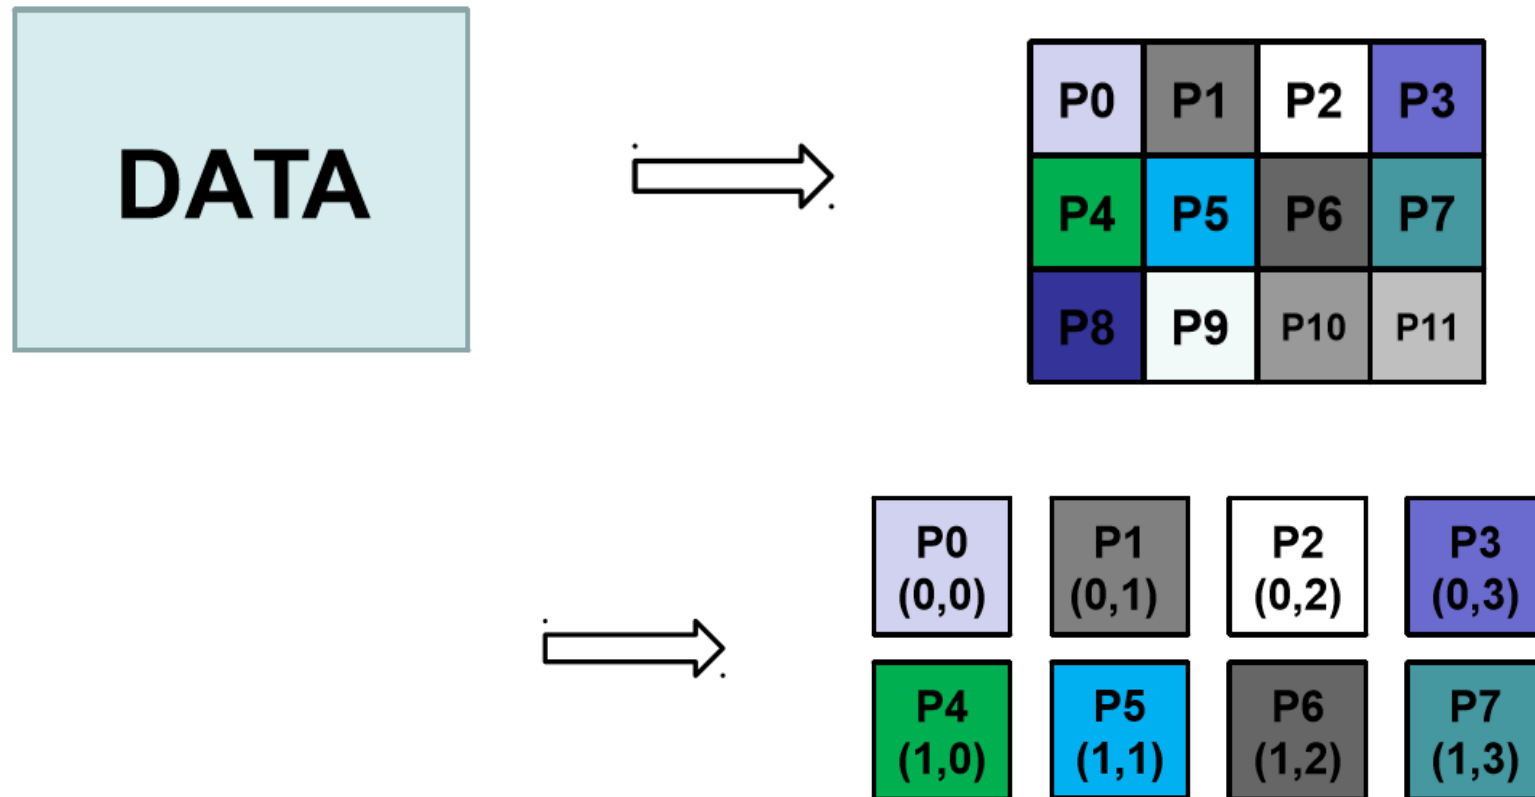 DATA
P0 P1 P2 P3
P4 P5 P6 P7
P8 P9 P10 P11
P0 P1 P2 P3
(0,0) (0,1) (0,2) (0,3)
P4 P5 P6 P7
(1,0) (1,1) (1,2) (1,3)